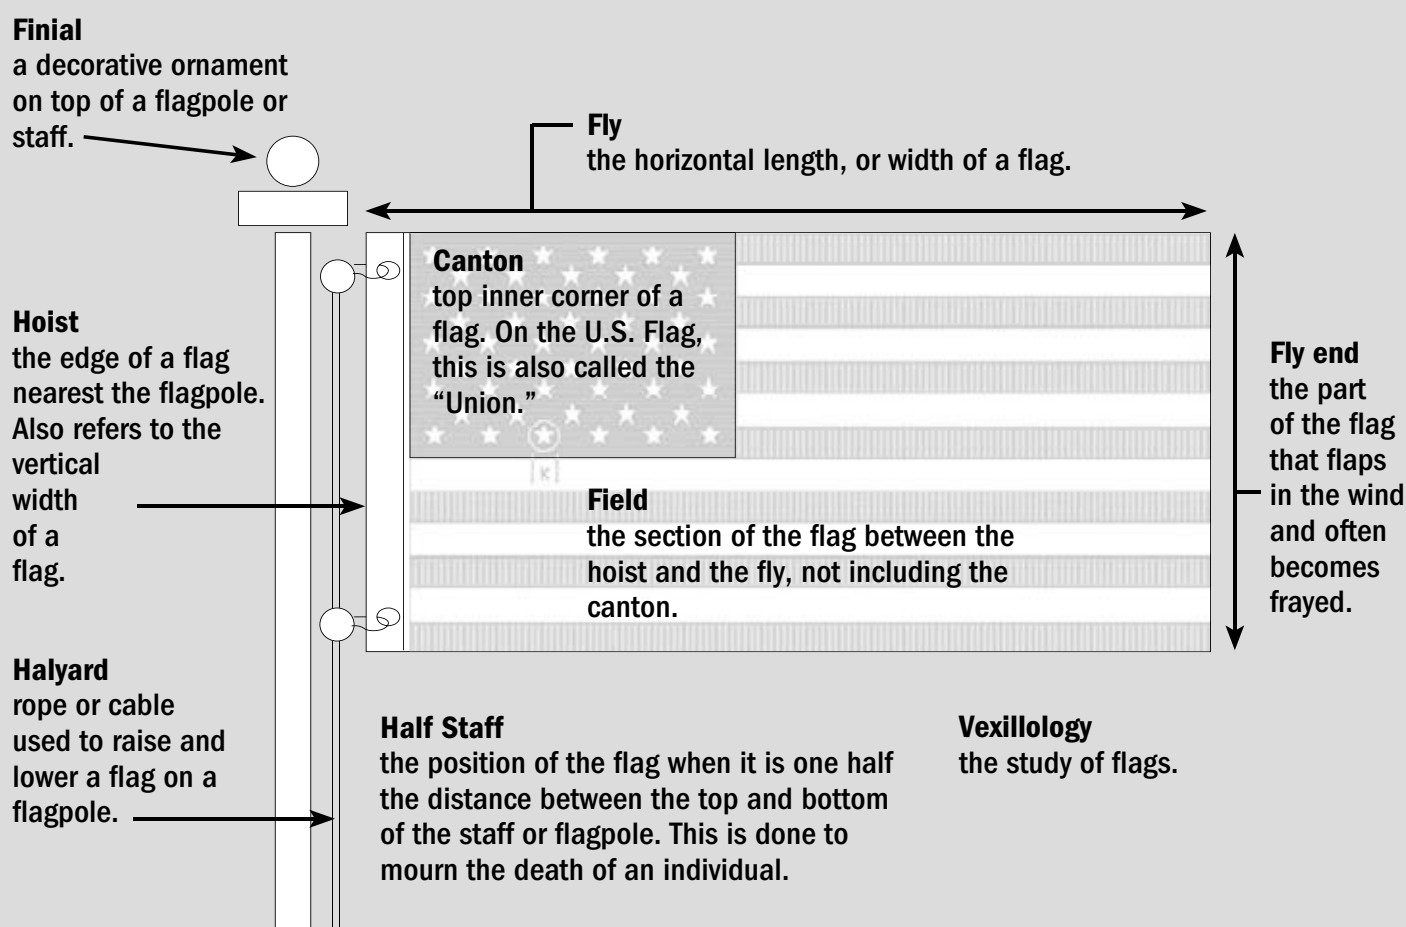 Finial
a decorative ornament
on top of a flagpole or
staff.
Fly
the horizontal length, or width of a flag.
Canton
top inner corner of a
flag. On the U.S. Flag,
this is also called the
“Union.”
Hoist
the edge of a flag
nearest the flagpole.
Also refers to the
vertical
width
of a
flag.
Fly end
the part
of the flag
that flaps
in the wind
and often
becomes
frayed.
K
Field
the section of the flag between the
hoist and the fly, not including the
canton.
Halyard
rope or cable
used to raise and
lower a flag on a
flagpole.
Half Staff
the position of the flag when it is one half
the distance between the top and bottom
of the staff or flagpole. This is done to
mourn the death of an individual.
Vexillology
the study of flags.